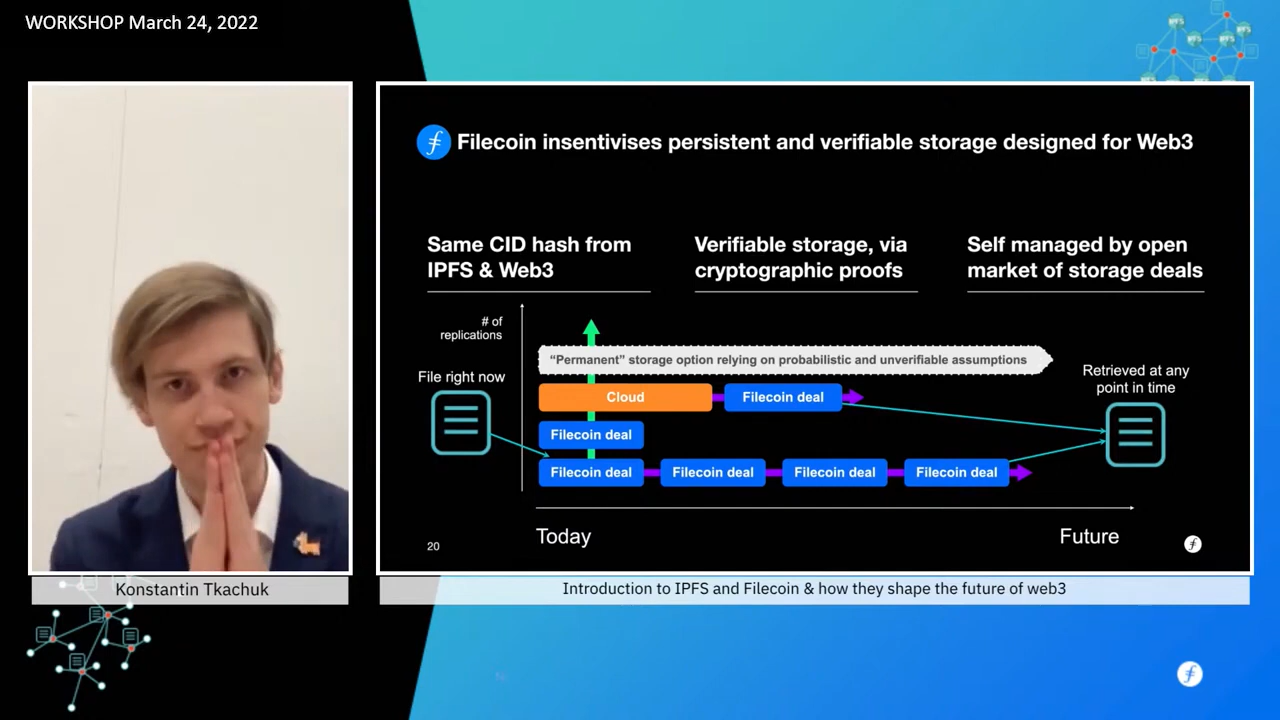 WORKSHOP March 24, 2022
Filecoin insentivises persistent and verifiable storage designed for Web3
Same CID hash from
IPFS & Web3
Verifiable storage, via
cryptographic proofs
Self managed by open
market of storage deals
# of
replications
“Permanent” storage option relying on probabilistic and unverifiable assumptions
File right now
Cloud
Filecoin deal
Retrieved at any
point in time
Filecoin deal
Filecoin deal
Filecoin deal
Filecoin deal
Filecoin deal
Today
Future
20
Konstantin Tkachuk
Introduction to IPFS and Filecoin & how they shape the future of web3